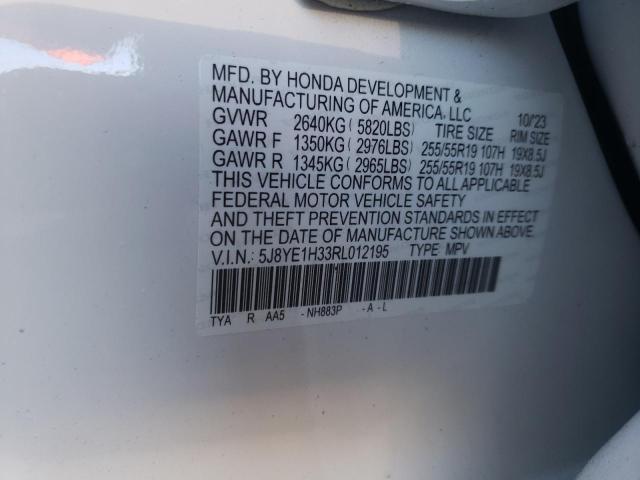 MFD. BY HONDA DEVELOPMENT &
MANUFACTURING OF AMERICA, LLC 10/23
GVWR 2640KG ( 5820LBS) TIRE SIZE RIM SIZE
GAWR F 1350KG ( 2976LBS) 255/55R19 107H 19X8.5J
GAWR R 1345KG ( 2965LBS) 255/55R19 107H 19X8.5J
THIS VEHICLE CONFORMS TO ALL APPLICABLE
FEDERAL MOTOR VEHICLE SAFETY
AND THEFT PREVENTION STANDARDS IN EFFECT
ON THE DATE OF MANUFACTURE SHOWN ABOVE.
V.I.N.: 5J8YE1H33RL012195 TYPE: MPV
TYA R AA5 -NH883P -A-L